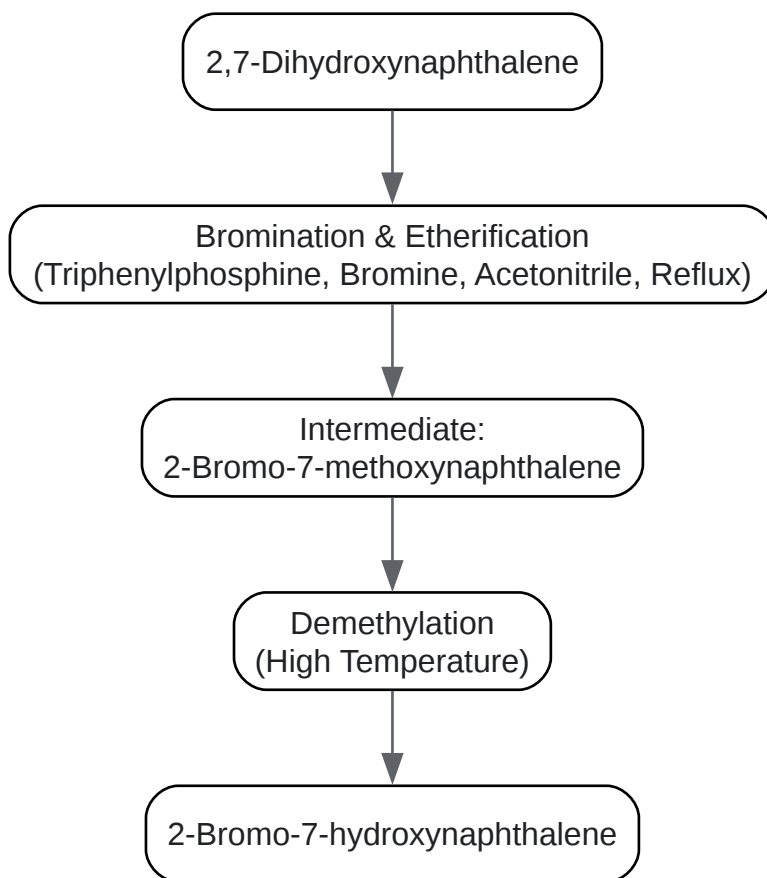 2,7-Dihydroxynaphthalene
Bromination & Etherification
(Triphenylphosphine, Bromine, Acetonitrile, Reflux)
Intermediate:
2-Bromo-7-methoxynaphthalene
Demethylation
(High Temperature)
2-Bromo-7-hydroxynaphthalene